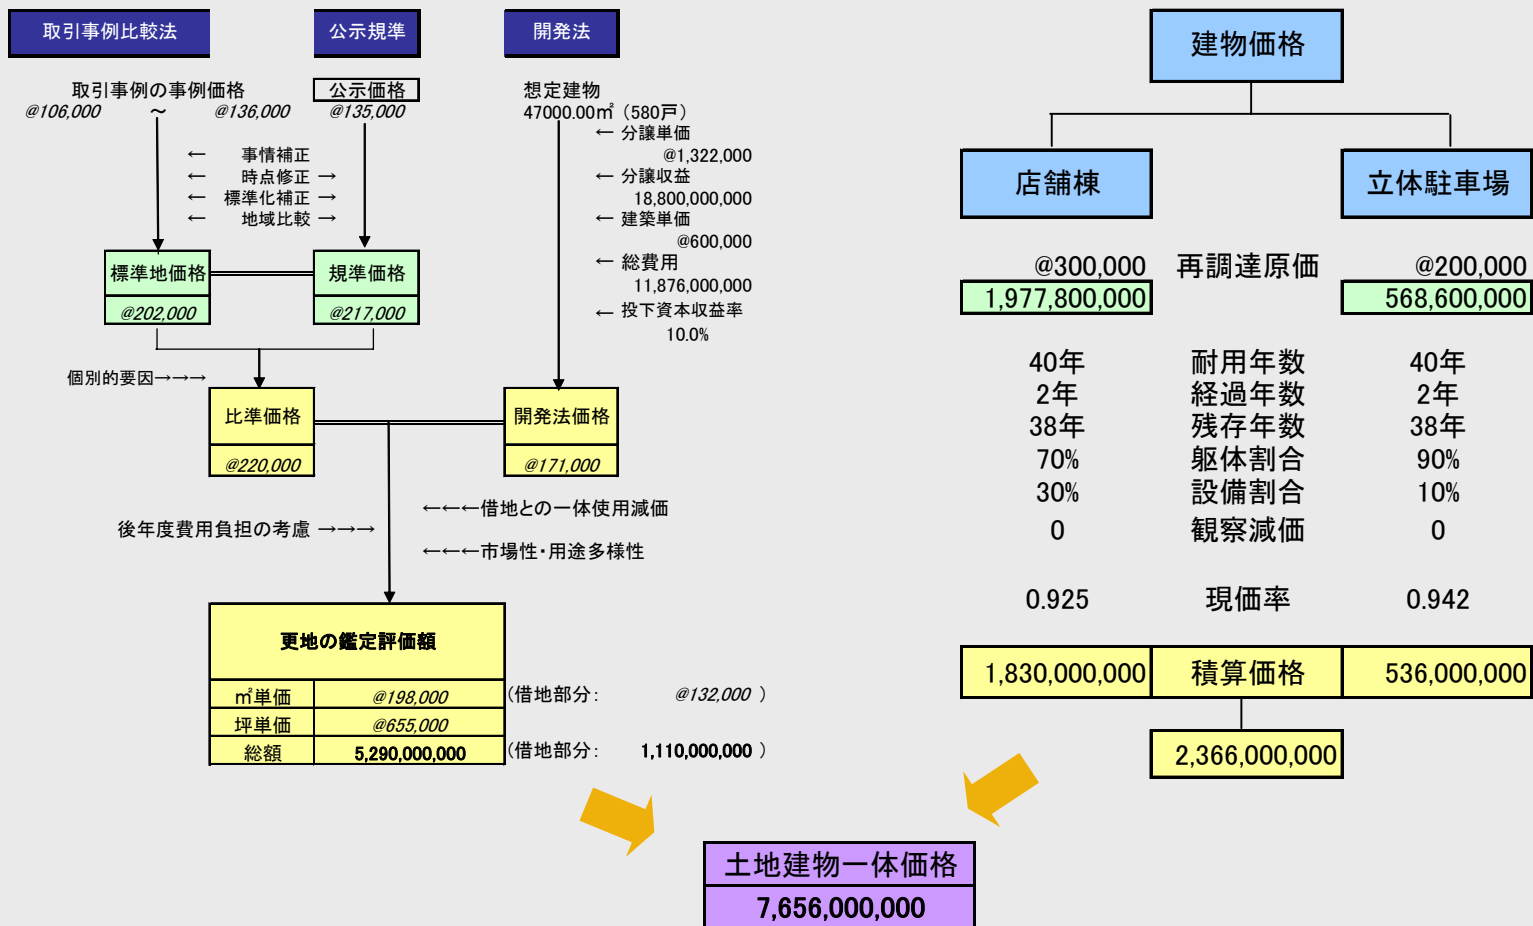 取引事例比較法
公示規準
開発法
取引事例の事例価格
@106,000 ～ @136,000
公示価格
@135,000
想定建物
47000.00㎡（580戸）
← 分譲単価
@1,322,000
← 分譲収益
18,800,000,000
← 建築単価
@600,000
← 総費用
11,876,000,000
← 投下資本収益率
10.0%
← 事情補正
← 時点修正 →
← 標準化補正 →
← 地域比較 →
標準地価格
@202,000
規準価格
@217,000
個別的要因→→→
比準価格
@220,000
開発法価格
@171,000
←←←借地との一体使用減価
後年度費用負担の考慮 →→→
←←←市場性・用途多様性
更地の鑑定評価額
㎡単価 @198,000 （借地部分： @132,000 ）
坪単価 @655,000
総額 5,290,000,000 （借地部分： 1,110,000,000 ）
建物価格
店舗棟
立体駐車場
@300,000 再調達原価 @200,000
1,977,800,000 568,600,000
40年 耐用年数 40年
2年 経過年数 2年
38年 残存年数 38年
70% 躯体割合 90%
30% 設備割合 10%
0 観察減価 0
0.925 現価率 0.942
1,830,000,000 積算価格 536,000,000
2,366,000,000
土地建物一体価格
7,656,000,000